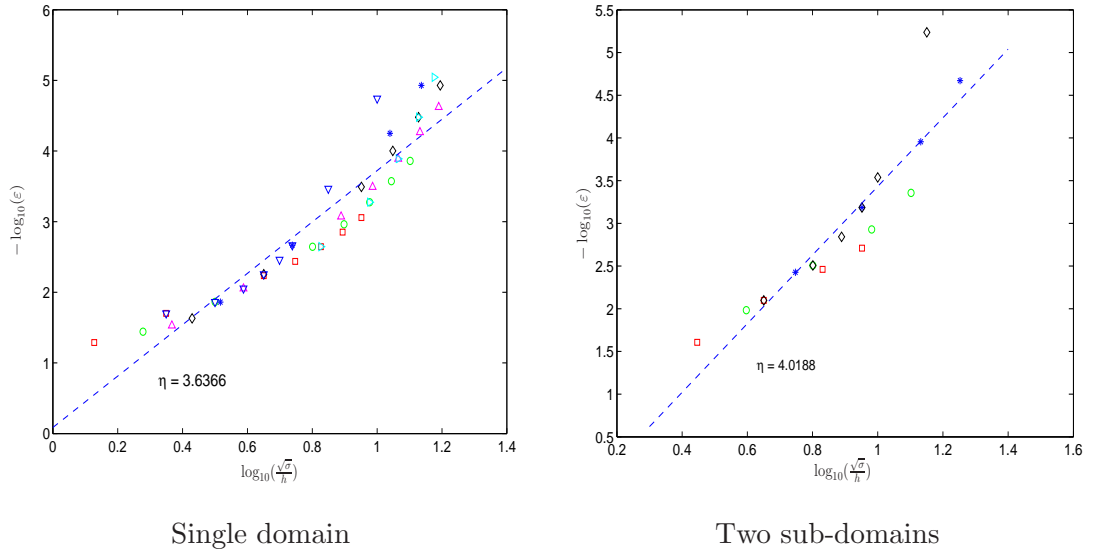 6
5
4
3
2
1
0
− log₁₀(ε)
η = 3.6366
0 0.2 0.4 0.6 0.8 1 1.2 1.4
log₁₀(√σ/h)
Single domain
5.5
5
4.5
4
3.5
3
2.5
2
1.5
1
0.5
− log₁₀(ε)
η = 4.0188
0.2 0.4 0.6 0.8 1 1.2 1.4 1.6
log₁₀(√σ/h)
Two sub-domains